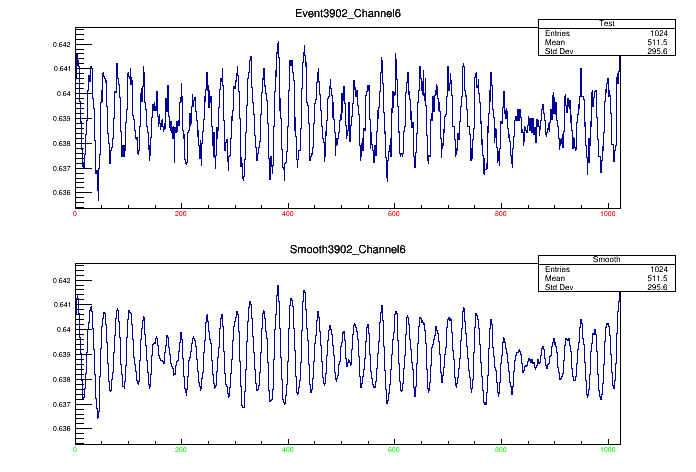 Event3902_Channel6
Test
Entries 1024
Mean 511.5
Std Dev 295.6
0.642
0.641
0.64
0.639
0.638
0.637
0.636
0 200 400 600 800 1000
Smooth3902_Channel6
Smooth
Entries 1024
Mean 511.5
Std Dev 295.6
0.642
0.641
0.64
0.639
0.638
0.637
0.636
0 200 400 600 800 1000